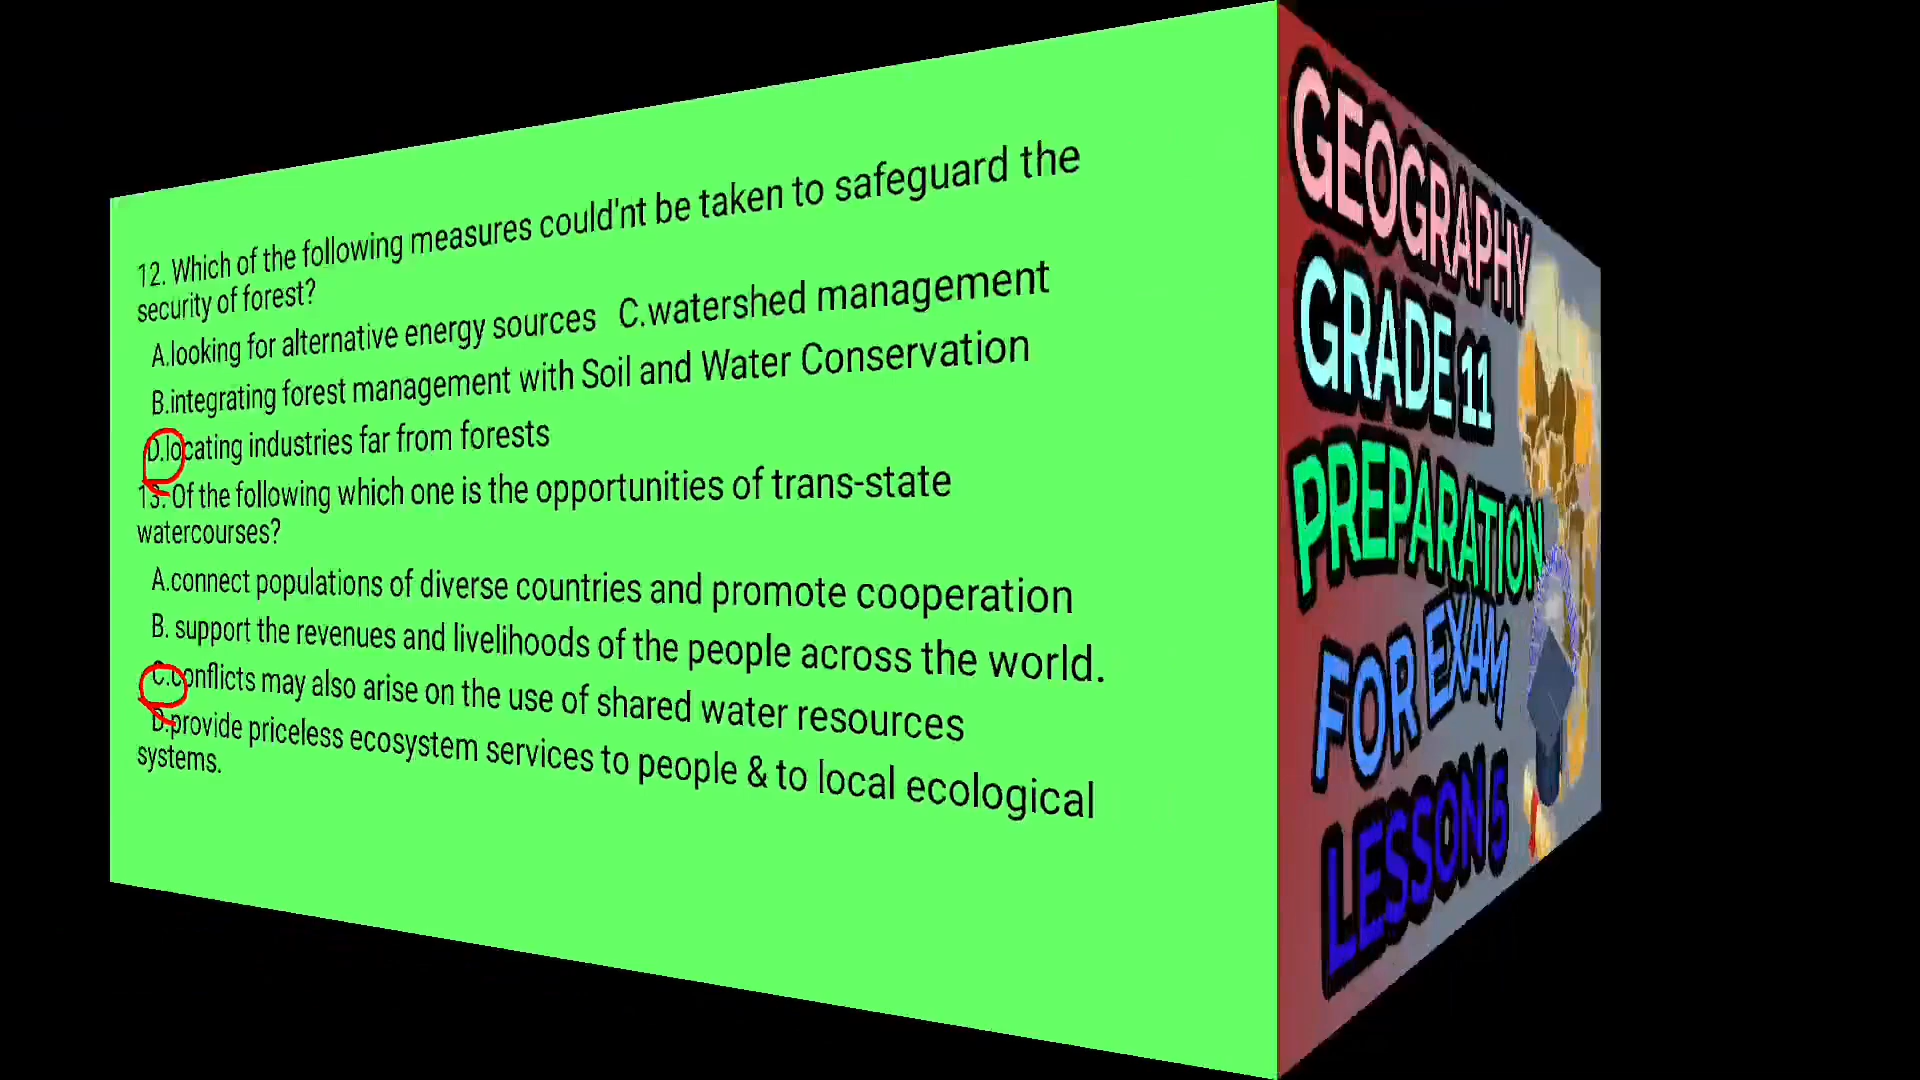 12. Which of the following measures could'nt be taken to safeguard the
security of forest?
A.looking for alternative energy sources C.watershed management
B.integrating forest management with Soil and Water Conservation
D.locating industries far from forests
13. Of the following which one is the opportunities of trans-state
watercourses?
A.connect populations of diverse countries and promote cooperation
B. support the revenues and livelihoods of the people across the world.
C.conflicts may also arise on the use of shared water resources
D.provide priceless ecosystem services to people & to local ecological
systems.
GEOGRAPHY
GRADE 11
PREPARATION
FOR EXAM
LESSON 5